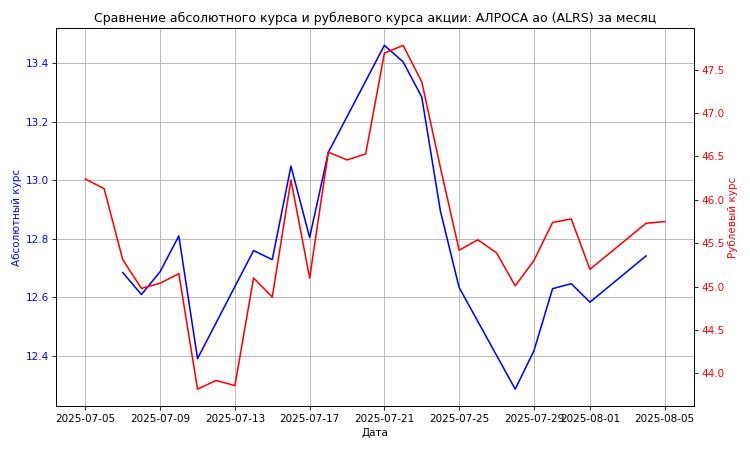 Сравнение абсолютного курса и рублевого курса акции: АЛРОСА ао (ALRS) за месяц
Абсолютный курс
13.4
13.2
13.0
12.8
12.6
12.4
47.5
47.0
46.5
46.0
45.5
45.0
44.5
44.0
Рублевый курс
2025-07-05 2025-07-09 2025-07-13 2025-07-17 2025-07-21 2025-07-25 2025-07-29 2025-08-01 2025-08-05
Дата